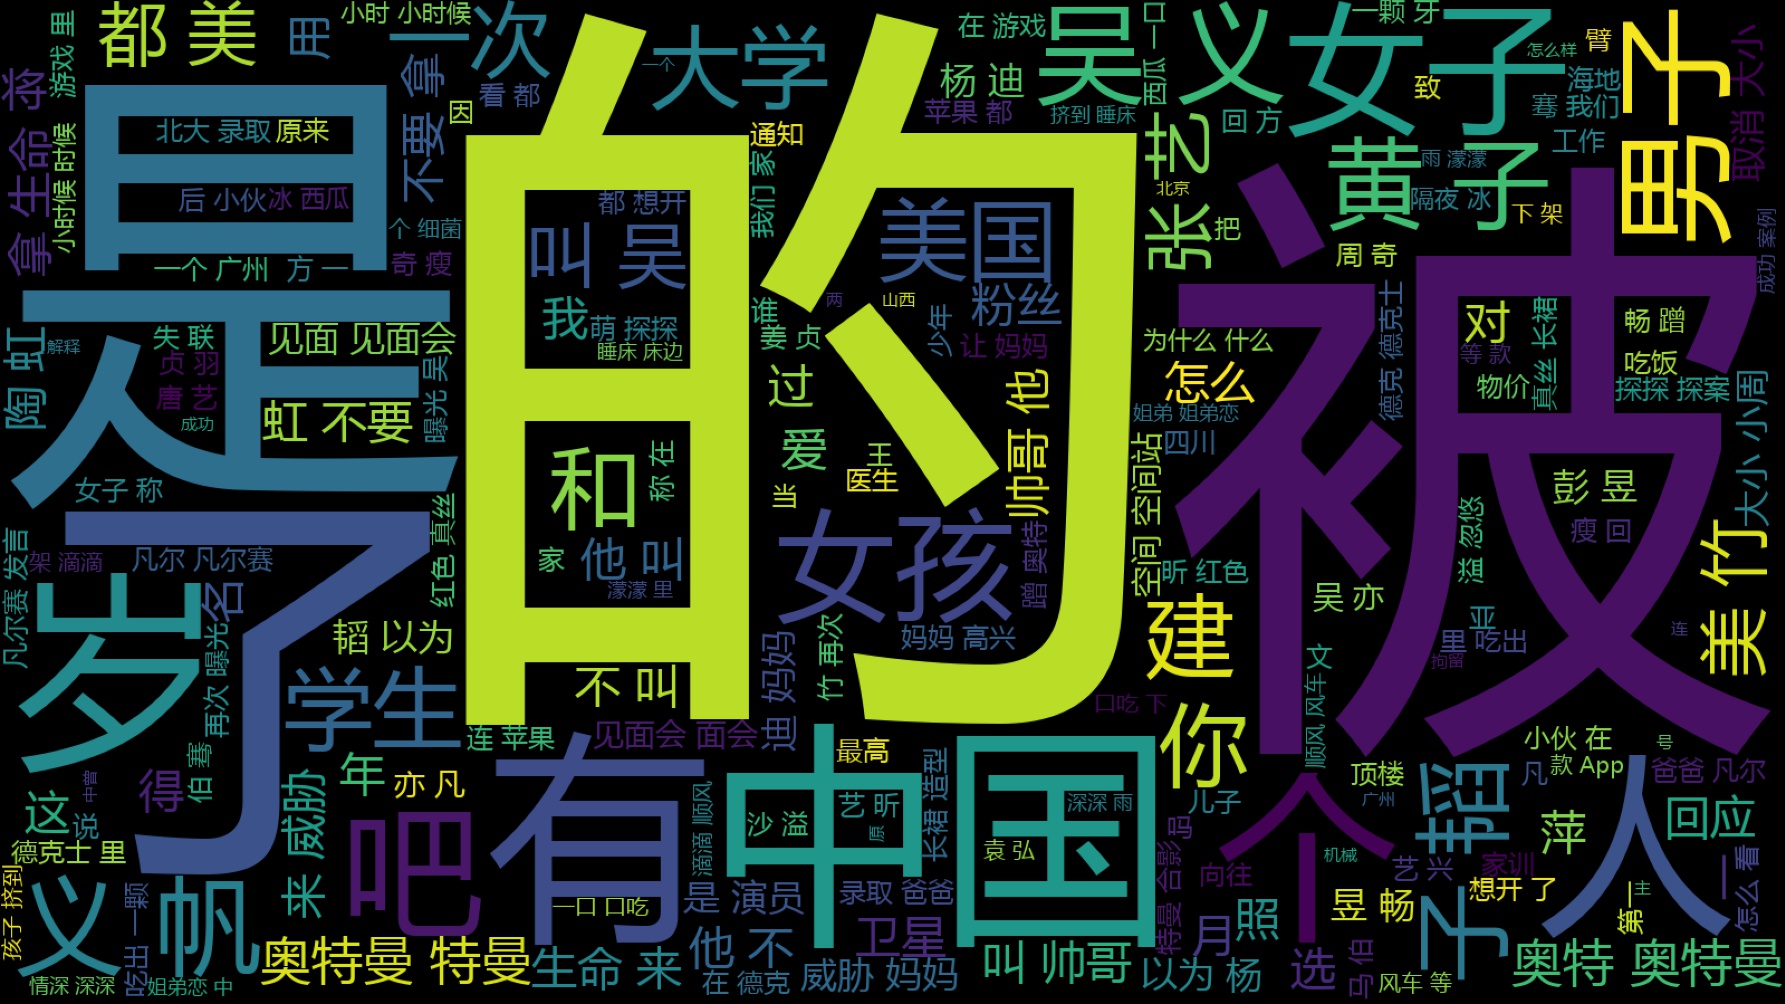 的
被
是
了
有
中国
岁
女子
男子
吴
义
大学
一次
都 美
用
小时 小时候
游戏 里
将
拿 生命
小时候 时候
不要 拿
因
看 都
一个
在 游戏
杨 迪
苹果 都
挤到 睡床
西瓜 一口
回 方
一颗 牙
怎么样
臂
海地
致
骞 我们
工作
取消 大小
北大 录取
原来
后 小伙
冰 西瓜
个 细菌
奇 瘦
一个 广州
方 一
通知
我们 家
都 想开
叫 吴
我
萌 探探
睡床 床边
美国
粉丝
少年
让 妈妈
两
山西
谁
姜 贞
张
艺
北京
把
黄
子
雨 濛濛
隔夜 冰
下 架
周 奇
成功 案例
陶 虹
解释
失 联
贞 羽
唐 艺
成功
见面 见面会
虹 不要
曝光 吴
过
爱
王
当
医生
帅哥 他
为什么 什么
怎么
姐弟 姐弟恋
四川
德克 德克士
对
等 款
物价
真丝 长裙
畅 蹭
吃饭
探探 探案
大小 小周
女子 称
和
称 在
家
他 叫
濛濛 里
女孩
蹭 奥特
空间 空间站
昕 红色
彭 昱
瘦 回
溢 忽悠
美 竹
吴 亦
亚
里 吃出
拘留
连
红色 真丝
凡尔赛 发言
架 滴滴
凡尔 凡尔赛
名
韬 以为
再次 曝光
学生
不 叫
妈妈 高兴
迪 妈妈
竹 再次
建
你
口吃 下
顺风 风车
文
伯 骞
得
中曾
这
说
年
来 威胁
亦 凡
连 苹果
见面会 面会
最高
滴滴 顺风
长裙 造型
沙 溢
艺 昕
原
深深 雨
袁 弘
儿子
顶楼
广州
小伙 在
号
款 App
凡
爸爸 凡尔
个
人
韬
子
萍
回应
机械
艺 兴
家训
德克士 里
孩子 挤到
义
帆
吃出 一颗
情深 深深
姐弟恋 中
吧
一口 口吃
是 演员
录取 爸爸
卫星
他 不
奥特曼 特曼
生命 来
在 德克
威胁 妈妈
叫 帅哥
以为 杨
特曼 合影
吗
向往
月
照
选
马 伯
昱 畅
想开 了
第一
主
怎么 看
风车 等
奥特 奥特曼